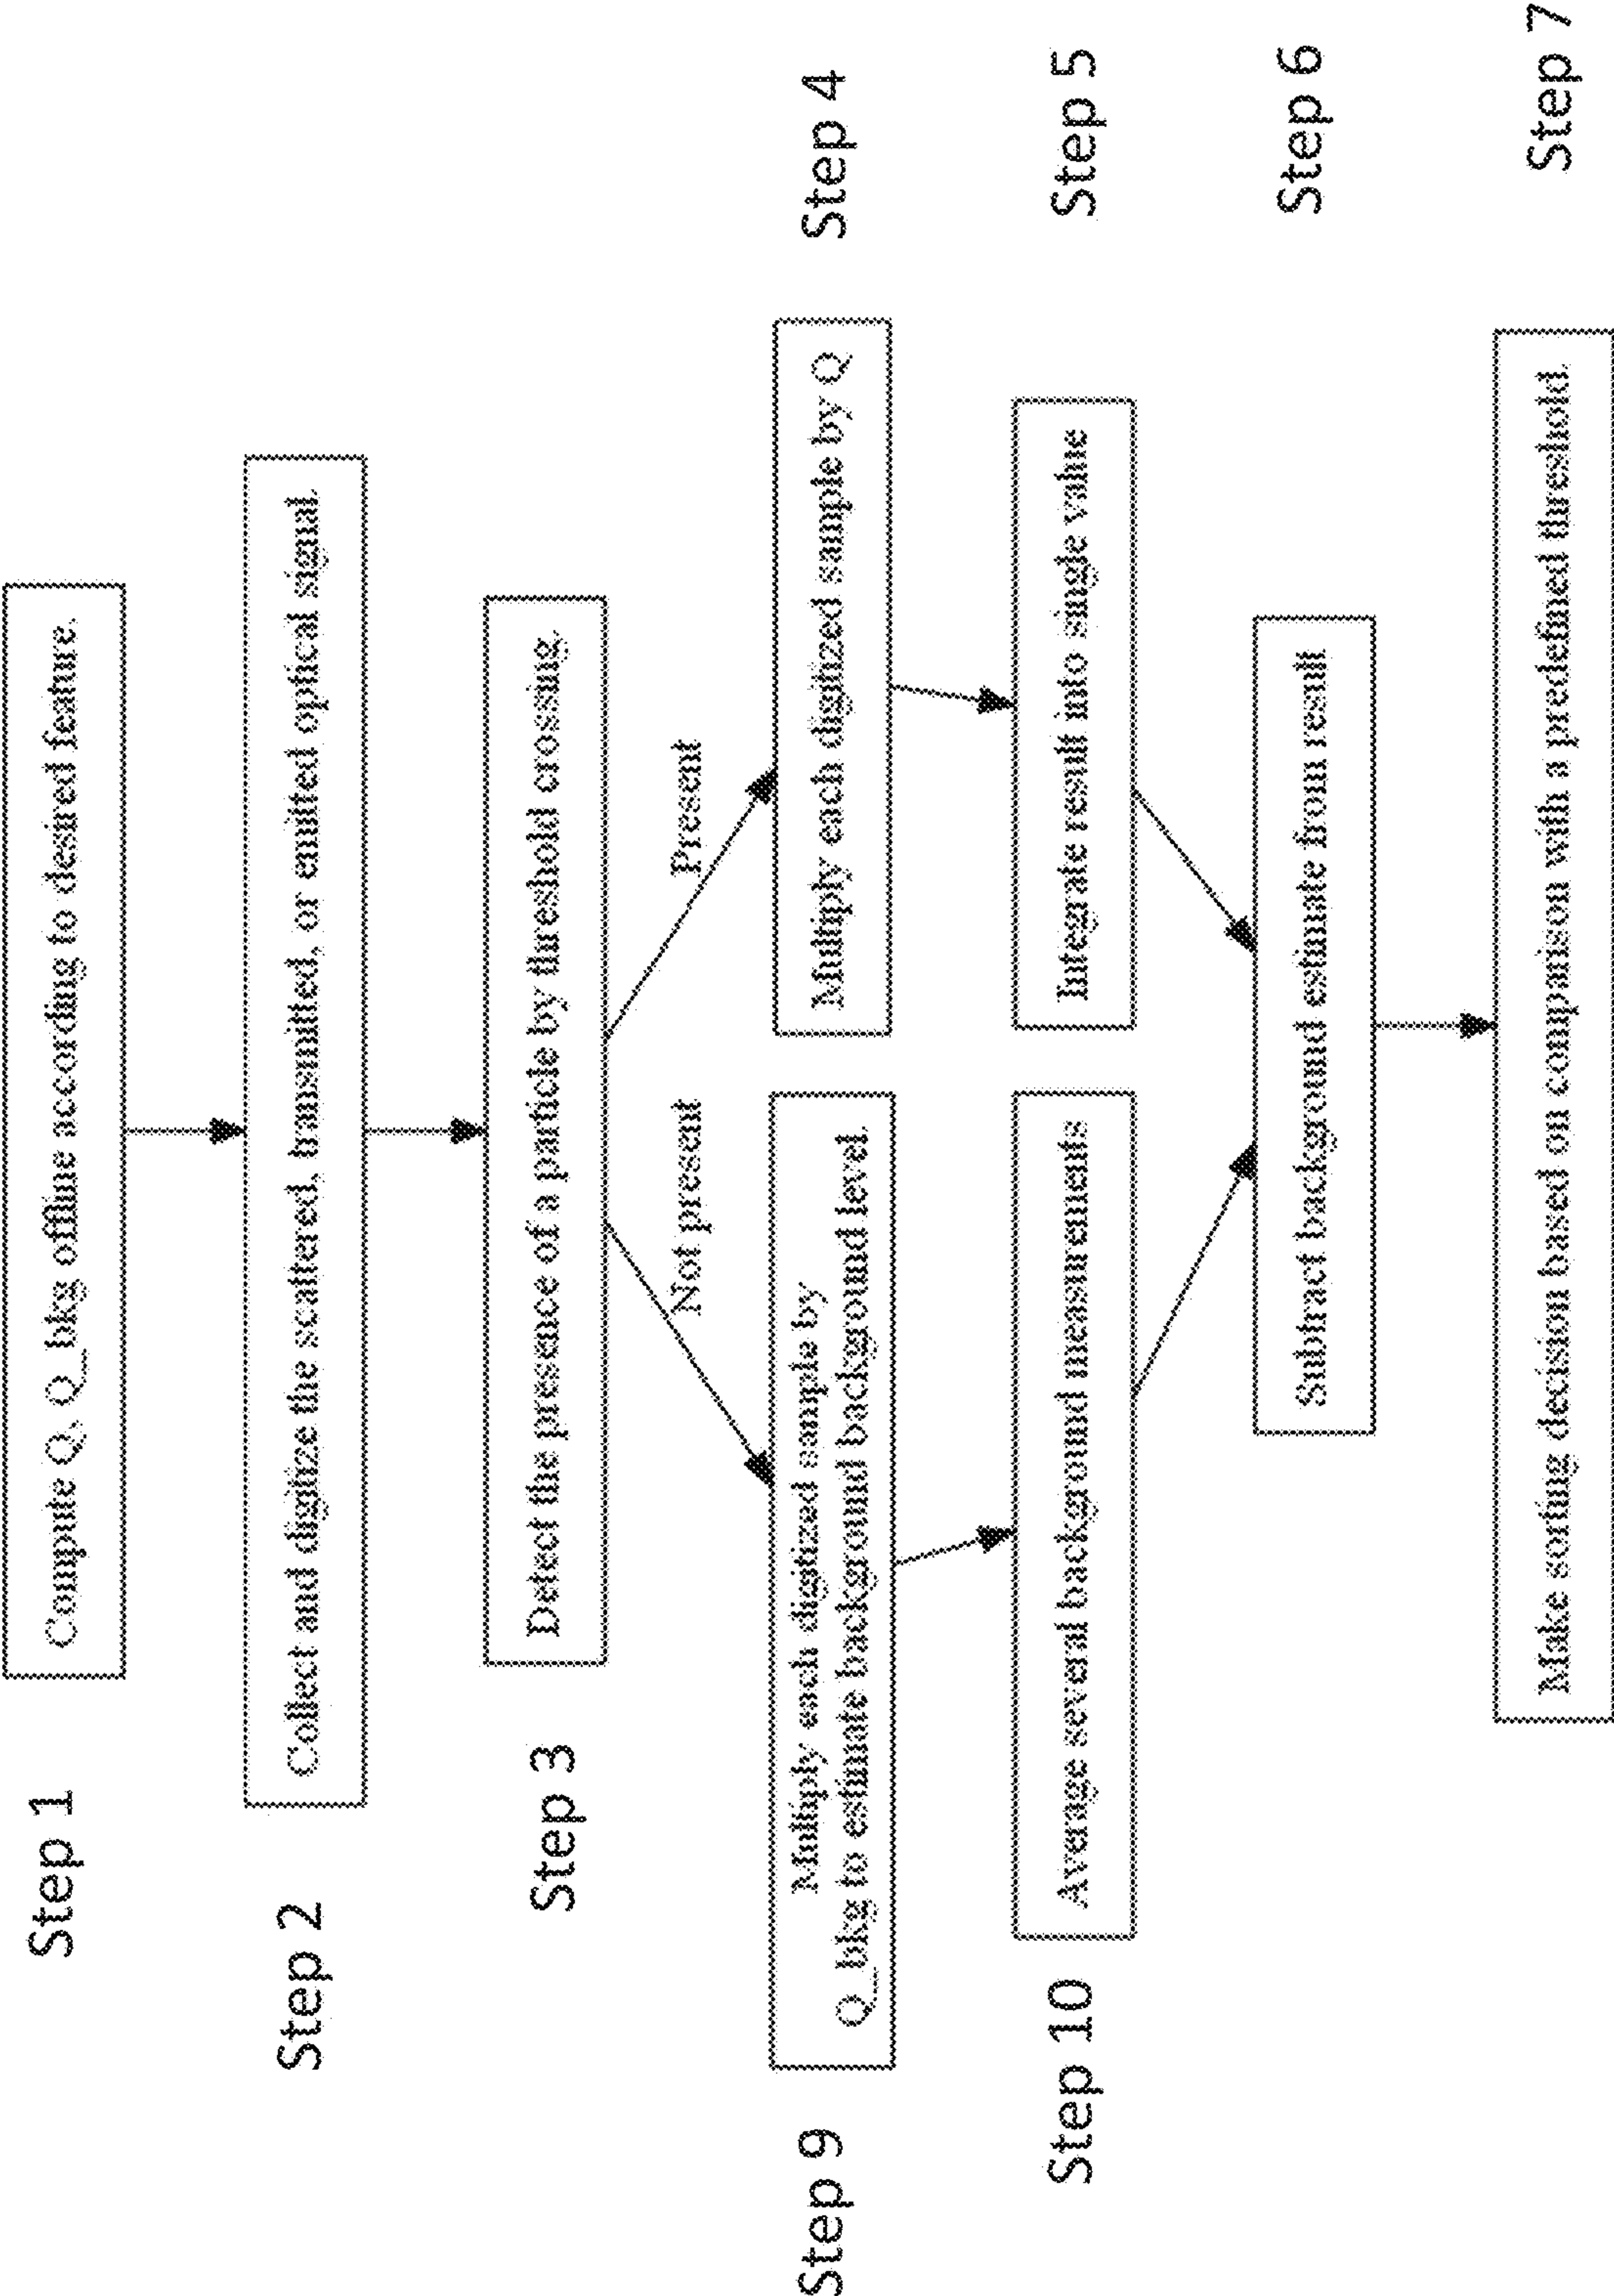 Step 1
Compute Q, Q_bkg offline according to desired feature.
Step 2
Collect and digitize the scattered, transmitted, or emitted optical signal.
Step 3
Detect the presence of a particle by threshold crossing.
Not present
Present
Step 9
Multiply each digitized sample by
Q_bkg to estimate background background level.
Multiply each digitized sample by Q
Step 4
Step 10
Average several background measurements
Integrate result into single value
Step 5
Subtract background estimate from result
Step 6
Make sorting decision based on comparison with a predefined threshold.
Step 7